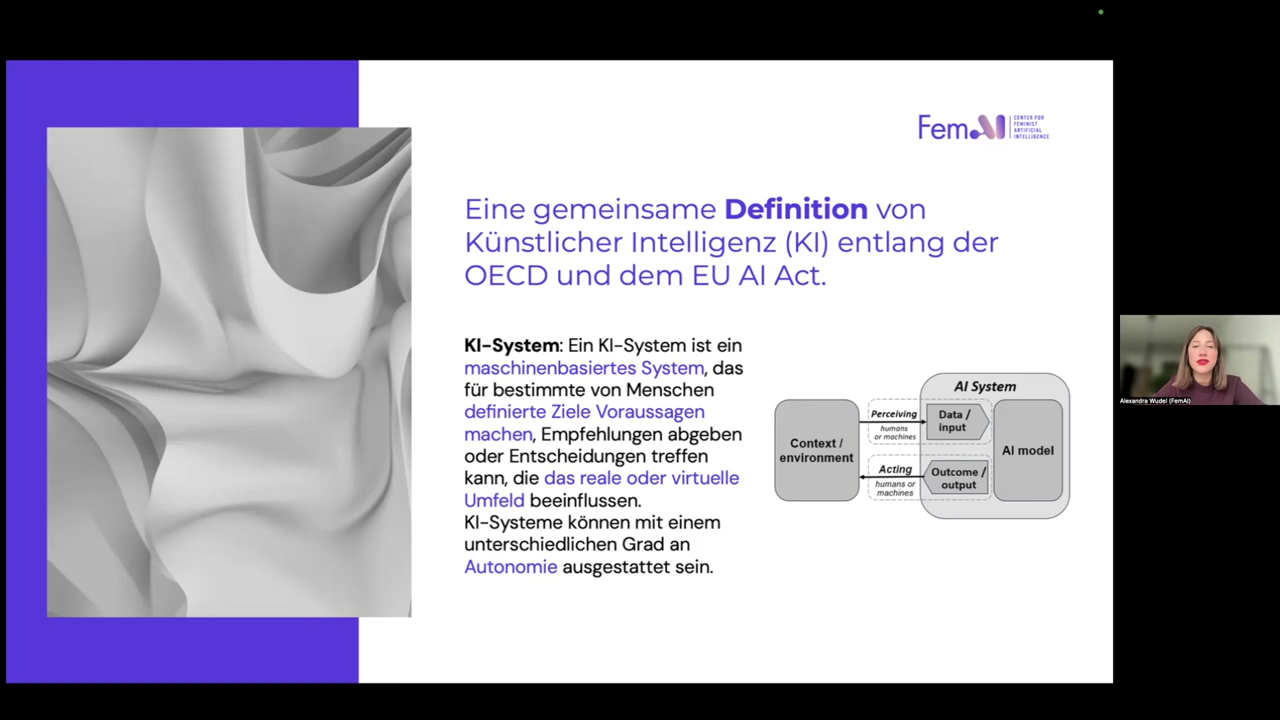 Fem.AI
CENTER FOR
FEMINIST
ARTIFICIAL
INTELLIGENCE
Eine gemeinsame Definition von
Künstlicher Intelligenz (KI) entlang der
OECD und dem EU AI Act.
KI-System: Ein KI-System ist ein
maschinenbasiertes System, das
für bestimmte von Menschen
definierte Ziele Voraussagen
machen, Empfehlungen abgeben
oder Entscheidungen treffen
kann, die das reale oder virtuelle
Umfeld beeinflussen.
KI-Systeme können mit einem
unterschiedlichen Grad an
Autonomie ausgestattet sein.
AI System
Context /
environment
Perceiving
humans
or machines
Data /
input
AI model
Acting
humans or
machines
Outcome /
output
Alexandra Wudel (FemAI)